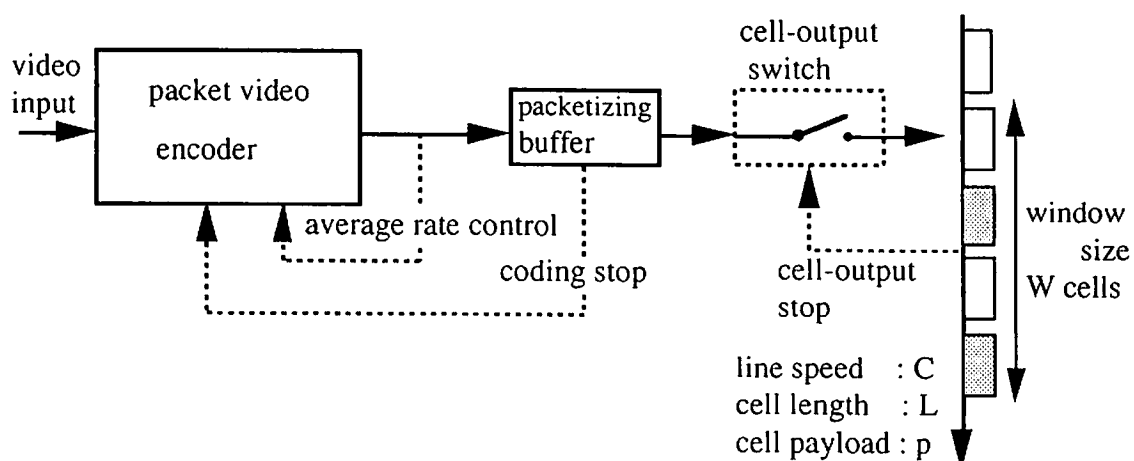 video
input
packet video
encoder
packetizing
buffer
cell-output
switch
average rate control
coding stop
cell-output
stop
window
size
W cells
line speed : C
cell length : L
cell payload : p